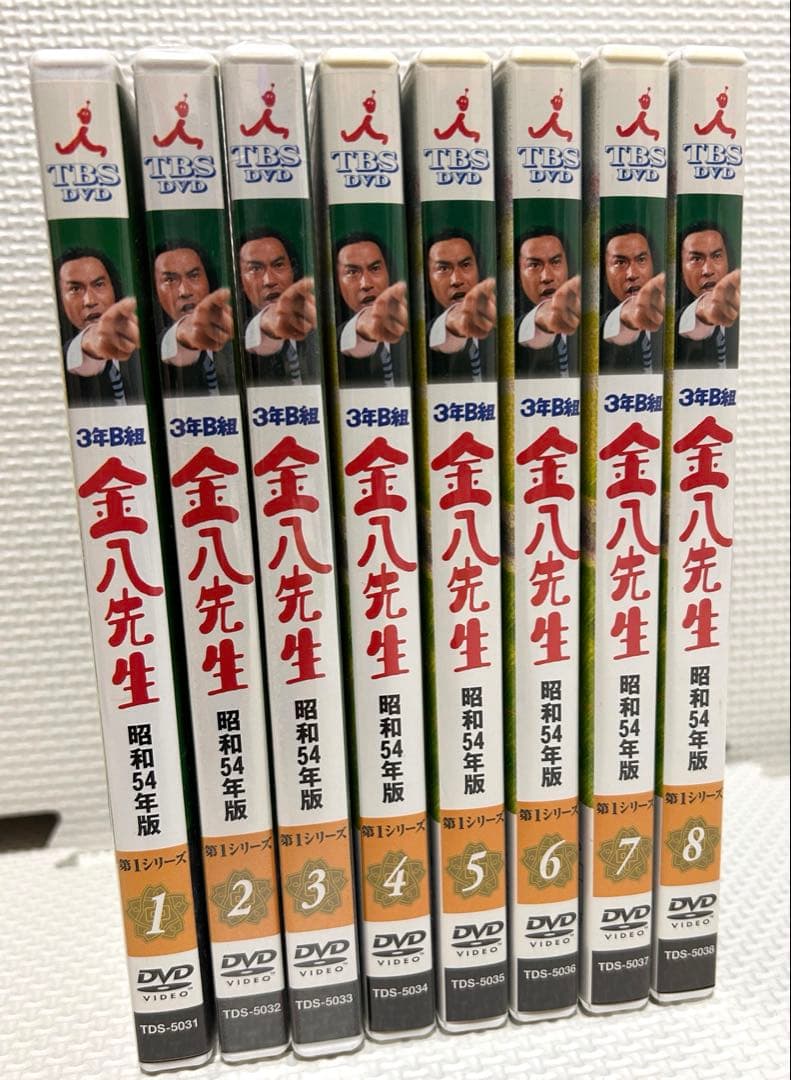 TBS
DVD
3年B組
金八先生
昭和54年版
第1シリーズ
1
DVD
VIDEO
TDS-5031
TBS
DVD
3年B組
金八先生
昭和54年版
第1シリーズ
2
DVD
VIDEO
TDS-5032
TBS
DVD
3年B組
金八先生
昭和54年版
第1シリーズ
3
DVD
VIDEO
TDS-5033
TBS
DVD
3年B組
金八先生
昭和54年版
第1シリーズ
4
DVD
VIDEO
TDS-5034
TBS
DVD
3年B組
金八先生
昭和54年版
第1シリーズ
5
DVD
VIDEO
TDS-5035
TBS
DVD
3年B組
金八先生
昭和54年版
第1シリーズ
6
DVD
VIDEO
TDS-5036
TBS
DVD
3年B組
金八先生
昭和54年版
第1シリーズ
7
DVD
VIDEO
TDS-5037
TBS
DVD
3年B組
金八先生
昭和54年版
第1シリーズ
8
DVD
VIDEO
TDS-5038